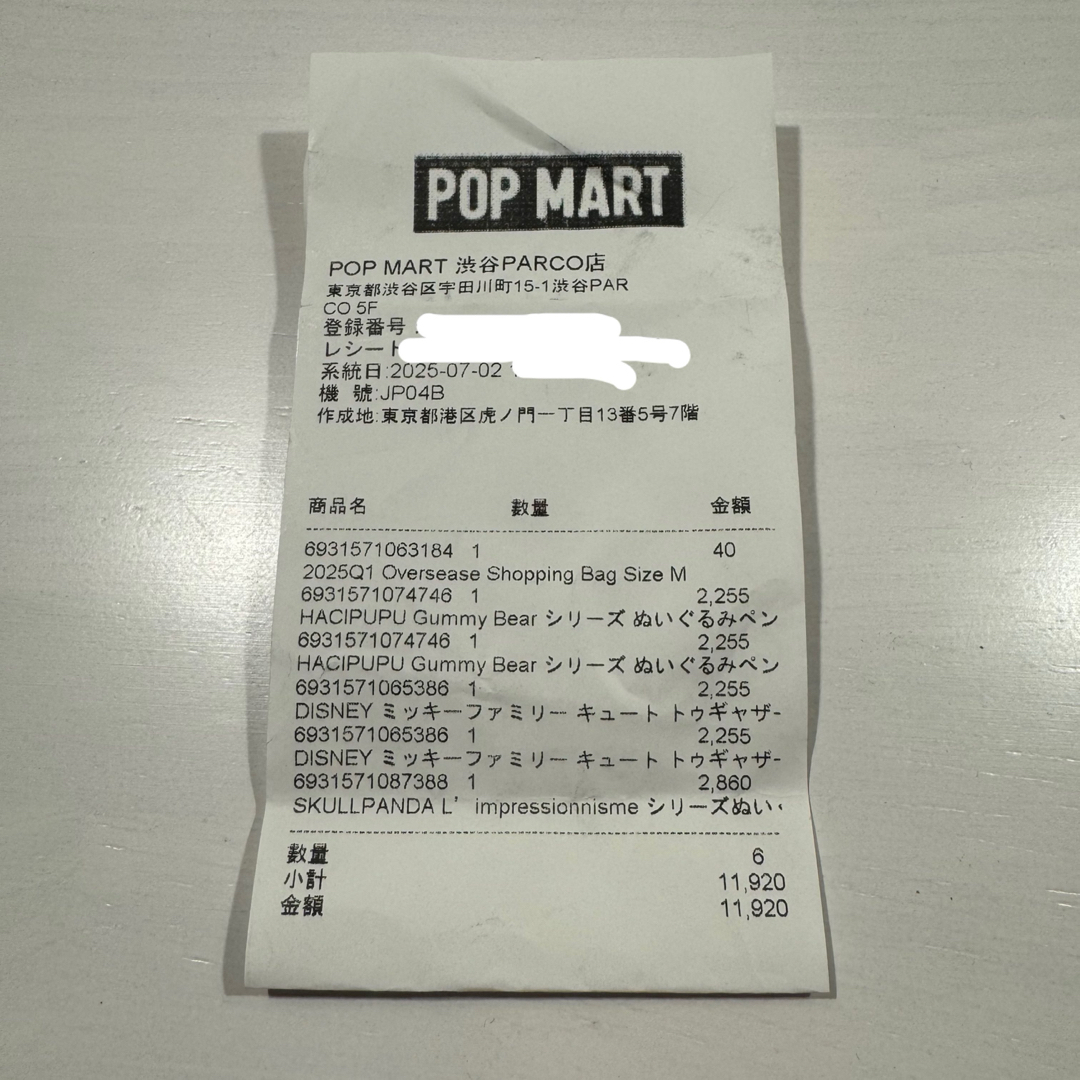 POP MART
POP MART 渋谷PARCO店
東京都渋谷区宇田川町15-1渋谷PAR
CO 5F
登録番号
レシート
系統日:2025-07-02
機 號:JP04B
作成地:東京都港区虎ノ門一丁目13番5号7階
商品名 数量 金額
6931571063184 1 40
2025Q1 Oversease Shopping Bag Size M
6931571074746 1 2,255
HACIPUPU Gummy Bear シリーズ ぬいぐるみペン
6931571074746 1 2,255
HACIPUPU Gummy Bear シリーズ ぬいぐるみペン
6931571065386 1 2,255
DISNEY ミッキーファミリー キュート トゥギャザー
6931571065386 1 2,255
DISNEY ミッキーファミリー キュート トゥギャザー
6931571087388 1 2,860
SKULLPANDA L’impressionnisme シリーズぬい
數量 6
小計 11,920
金額 11,920